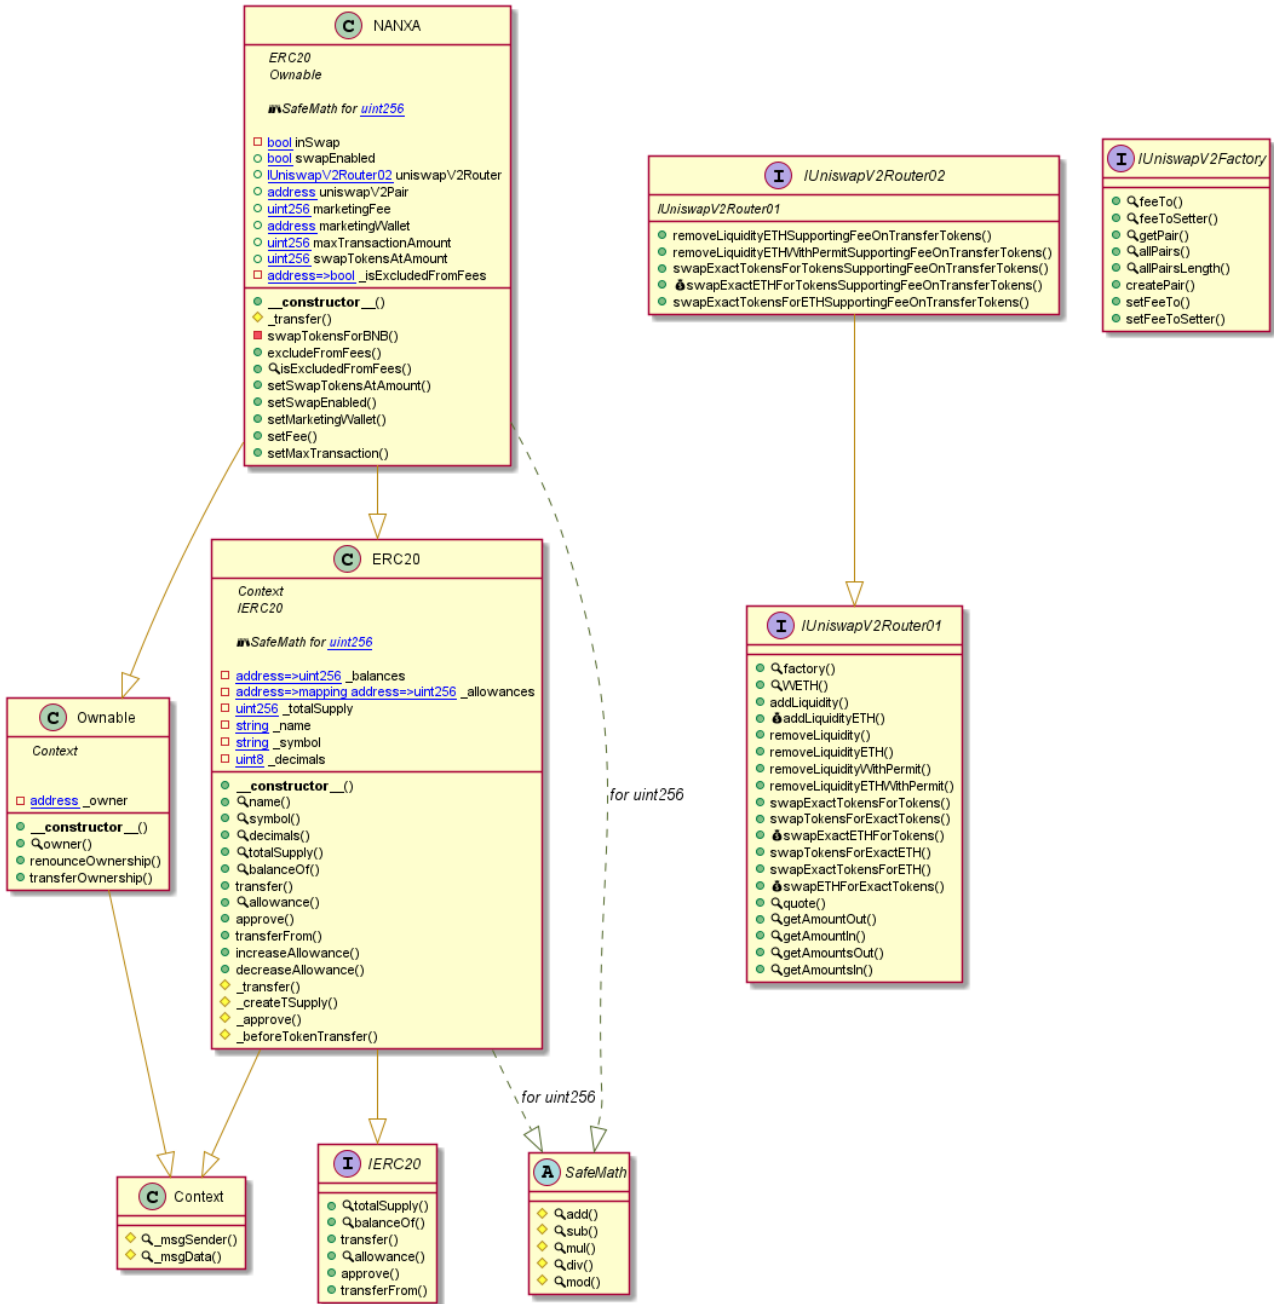 C NANXA
ERC20
Ownable
SafeMath for uint256
bool inSwap
bool swapEnabled
IUniswapV2Router02 uniswapV2Router
address uniswapV2Pair
uint256 marketingFee
address marketingWallet
uint256 maxTransactionAmount
uint256 swapTokensAtAmount
address=>bool _isExcludedFromFees
__constructor__()
_transfer()
swapTokensForBNB()
excludeFromFees()
isExcludedFromFees()
setSwapTokensAtAmount()
setSwapEnabled()
setMarketingWallet()
setFee()
setMaxTransaction()
I IUniswapV2Router02
IUniswapV2Router01
removeLiquidityETHSupportingFeeOnTransferTokens()
removeLiquidityETHWithPermitSupportingFeeOnTransferTokens()
swapExactTokensForTokensSupportingFeeOnTransferTokens()
swapExactETHForTokensSupportingFeeOnTransferTokens()
swapExactTokensForETHSupportingFeeOnTransferTokens()
I IUniswapV2Factory
feeTo()
feeToSetter()
getPair()
allPairs()
allPairsLength()
createPair()
setFeeTo()
setFeeToSetter()
C ERC20
Context
IERC20
SafeMath for uint256
address=>uint256 _balances
address=>mapping address=>uint256 _allowances
uint256 _totalSupply
string _name
string _symbol
uint8 _decimals
__constructor__()
name()
symbol()
decimals()
totalSupply()
balanceOf()
transfer()
allowance()
approve()
transferFrom()
increaseAllowance()
decreaseAllowance()
_transfer()
_createTSupply()
_approve()
_beforeTokenTransfer()
C Ownable
Context
address _owner
__constructor__()
owner()
renounceOwnership()
transferOwnership()
for uint256
I IUniswapV2Router01
factory()
WETH()
addLiquidity()
addLiquidityETH()
removeLiquidity()
removeLiquidityETH()
removeLiquidityWithPermit()
removeLiquidityETHWithPermit()
swapExactTokensForTokens()
swapTokensForExactTokens()
swapExactETHForTokens()
swapTokensForExactETH()
swapExactTokensForETH()
swapETHForExactTokens()
quote()
getAmountOut()
getAmountIn()
getAmountsOut()
getAmountsIn()
for uint256
C Context
_msgSender()
_msgData()
I IERC20
totalSupply()
balanceOf()
transfer()
allowance()
approve()
transferFrom()
A SafeMath
add()
sub()
mul()
div()
mod()